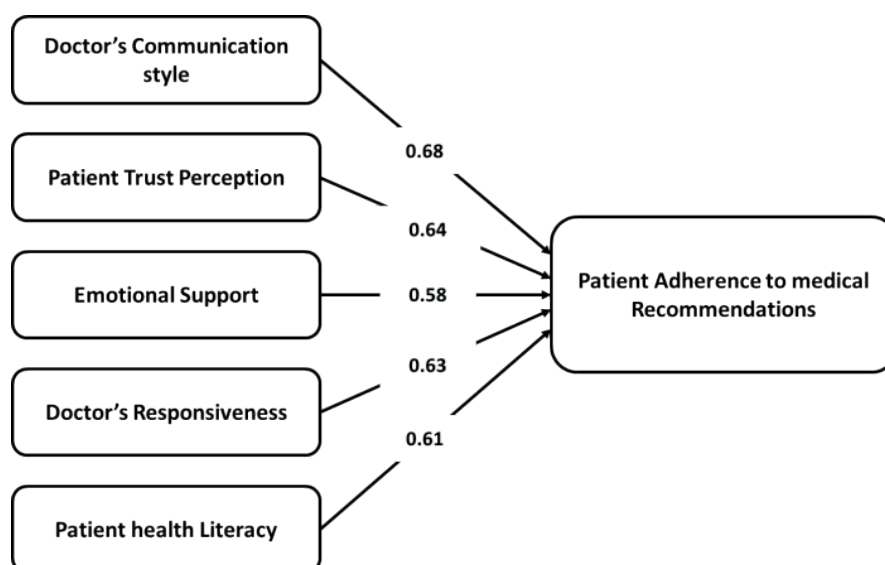 Doctor’s Communication
style
0.68
Patient Trust Perception
0.64
Emotional Support
0.58
Patient Adherence to medical
Recommendations
0.63
Doctor’s Responsiveness
0.61
Patient health Literacy